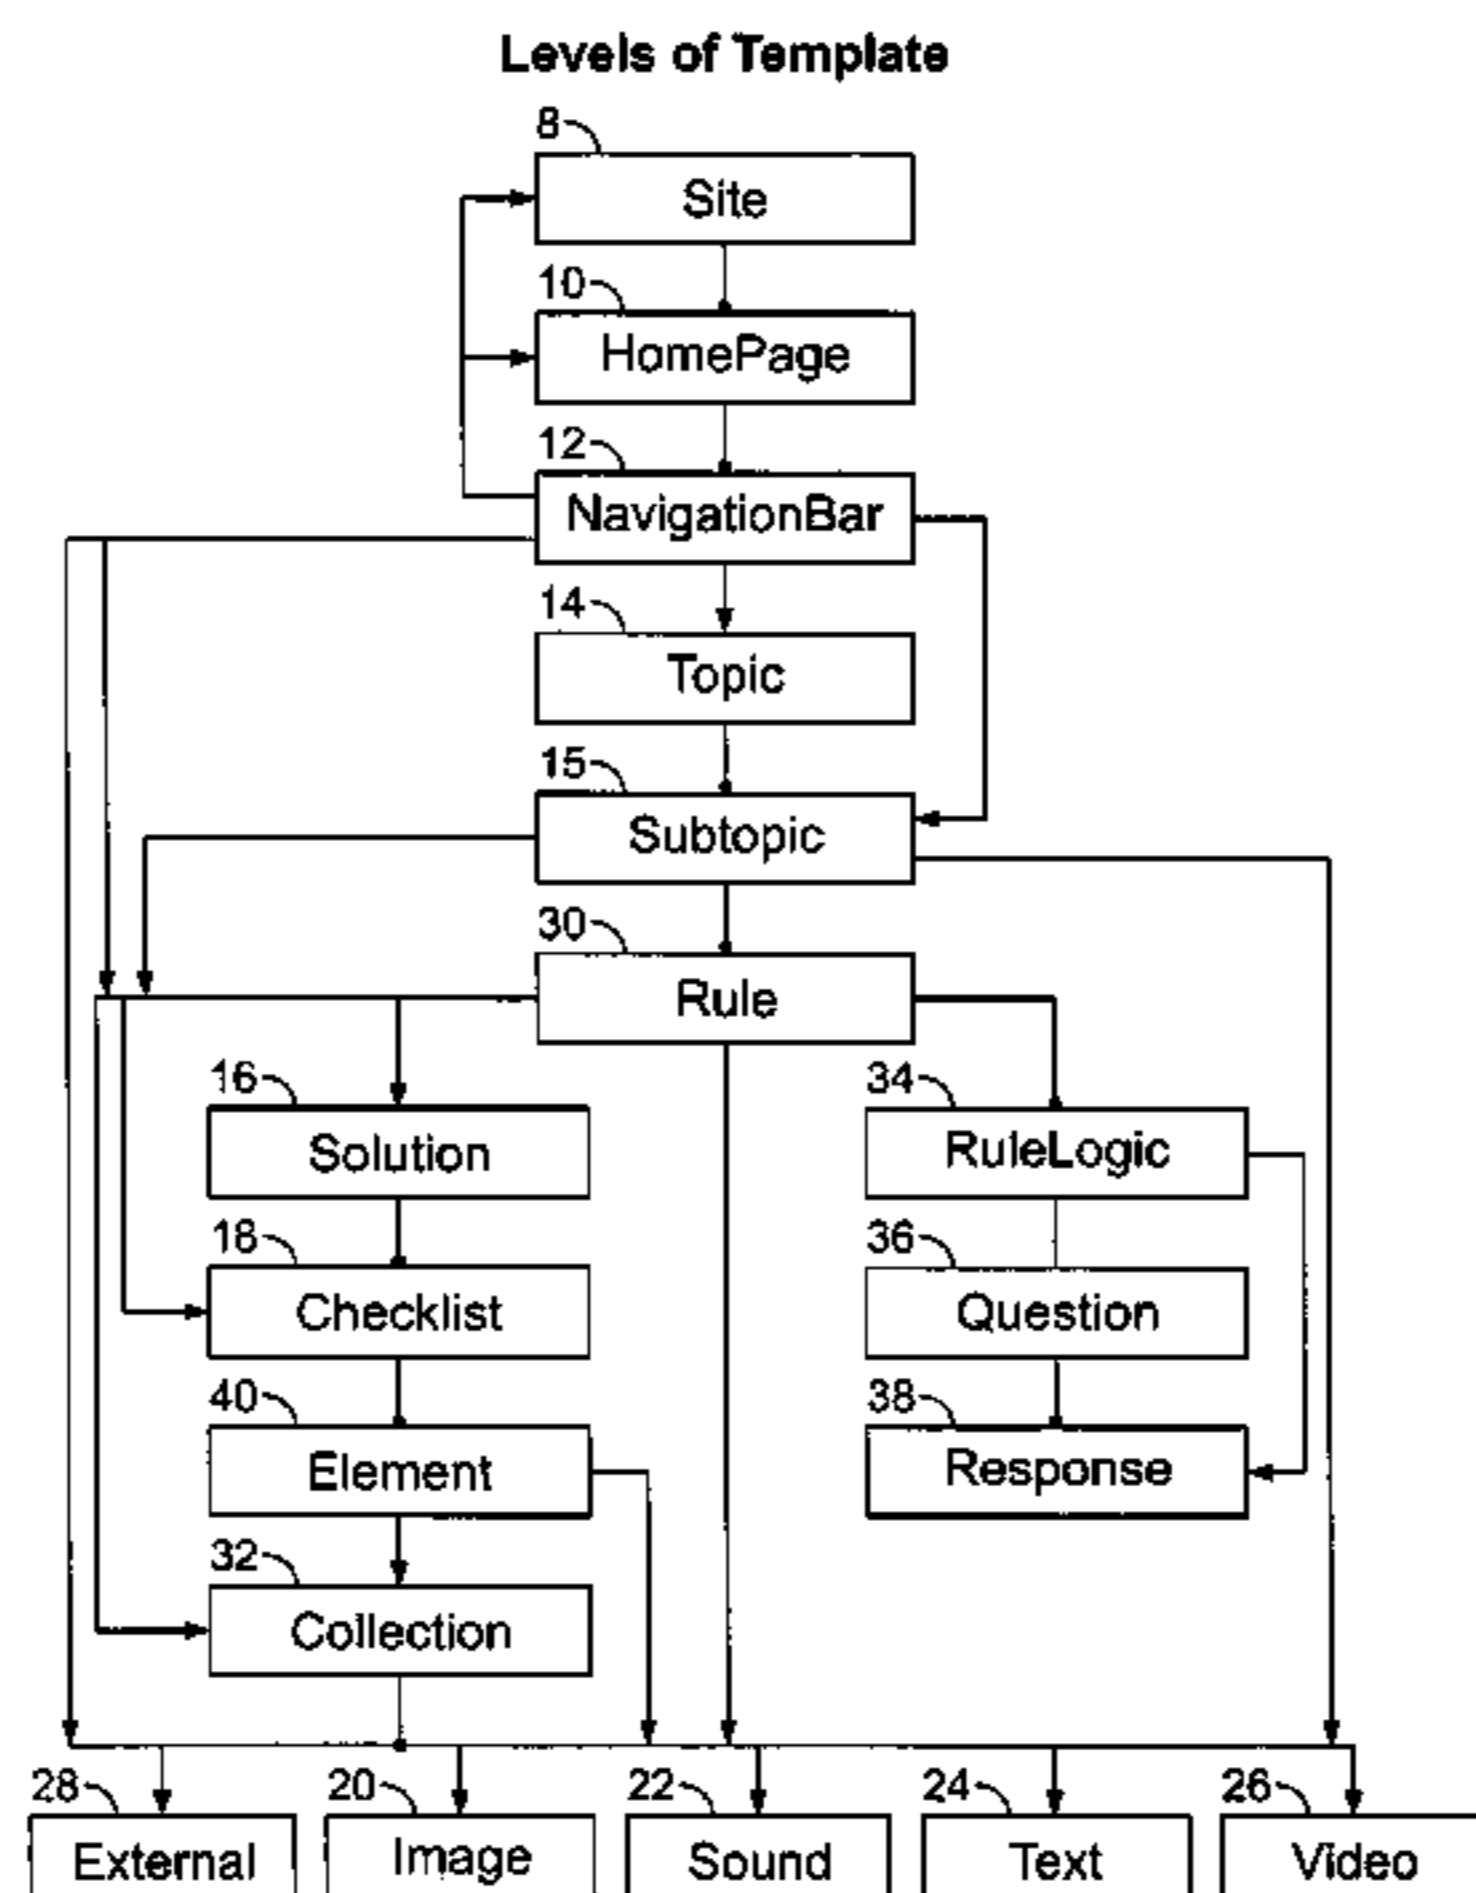 Levels of Template
8
Site
10
HomePage
12
NavigationBar
14
Topic
15
Subtopic
30
Rule
16
Solution
34
RuleLogic
18
Checklist
36
Question
40
Element
38
Response
32
Collection
28
External
20
Image
22
Sound
24
Text
26
Video